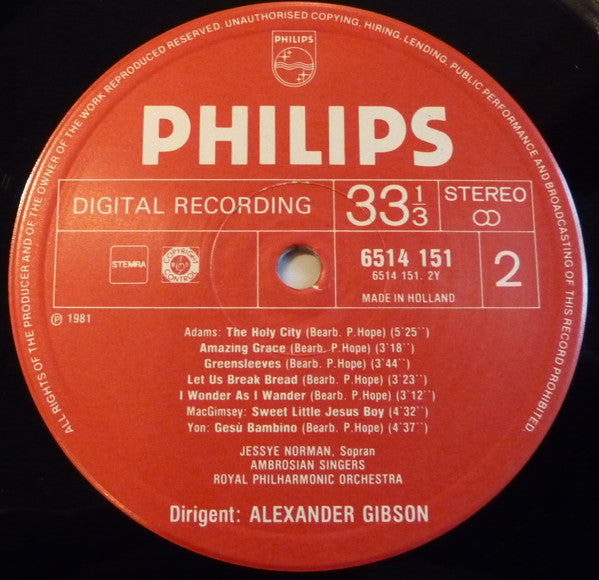 ALL RIGHTS OF THE PRODUCER AND OF THE OWNER OF THE WORK REPRODUCED RESERVED. UNAUTHORISED COPYING, HIRING, LENDING, PUBLIC PERFORMANCE AND BROADCASTING OF THIS RECORD PROHIBITED.
PHILIPS
PHILIPS
DIGITAL RECORDING
33 1/3
STEREO
STEMRA
COPYRIGHT CONTROL
6514 151
6514 151. 2Y
MADE IN HOLLAND
2
℗ 1981
Adams: The Holy City (Bearb. P.Hope) (5'25'')
Amazing Grace (Bearb. P.Hope) (3'18'')
Greensleeves (Bearb. P.Hope) (3'44'')
Let Us Break Bread (Bearb. P.Hope) (3'23'')
I Wonder As I Wander (Bearb. P.Hope) (3'12'')
MacGimsey: Sweet Little Jesus Boy (4'32'')
Yon: Gesù Bambino (Bearb. P.Hope) (4'37'')
JESSYE NORMAN, Sopran
AMBROSIAN SINGERS
ROYAL PHILHARMONIC ORCHESTRA
Dirigent: ALEXANDER GIBSON